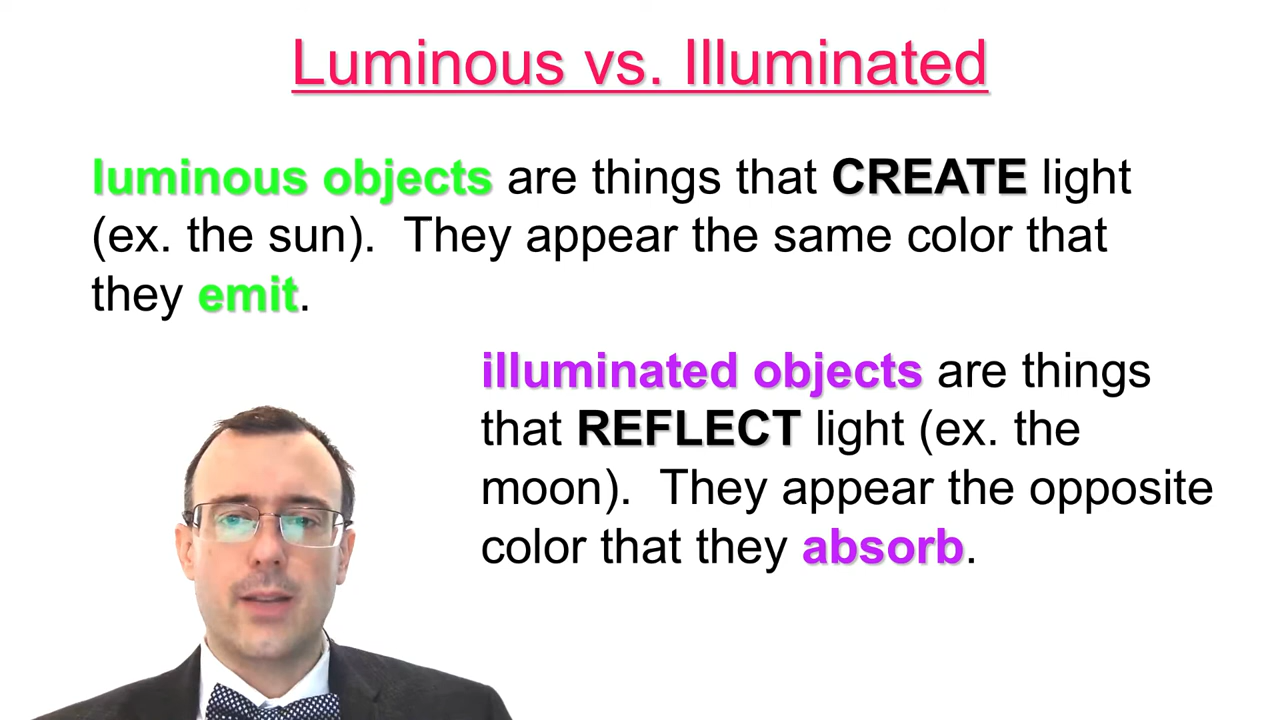 Luminous vs. Illuminated
luminous objects are things that CREATE light
(ex. the sun). They appear the same color that
they emit.
illuminated objects are things
that REFLECT light (ex. the
moon). They appear the opposite
color that they absorb.